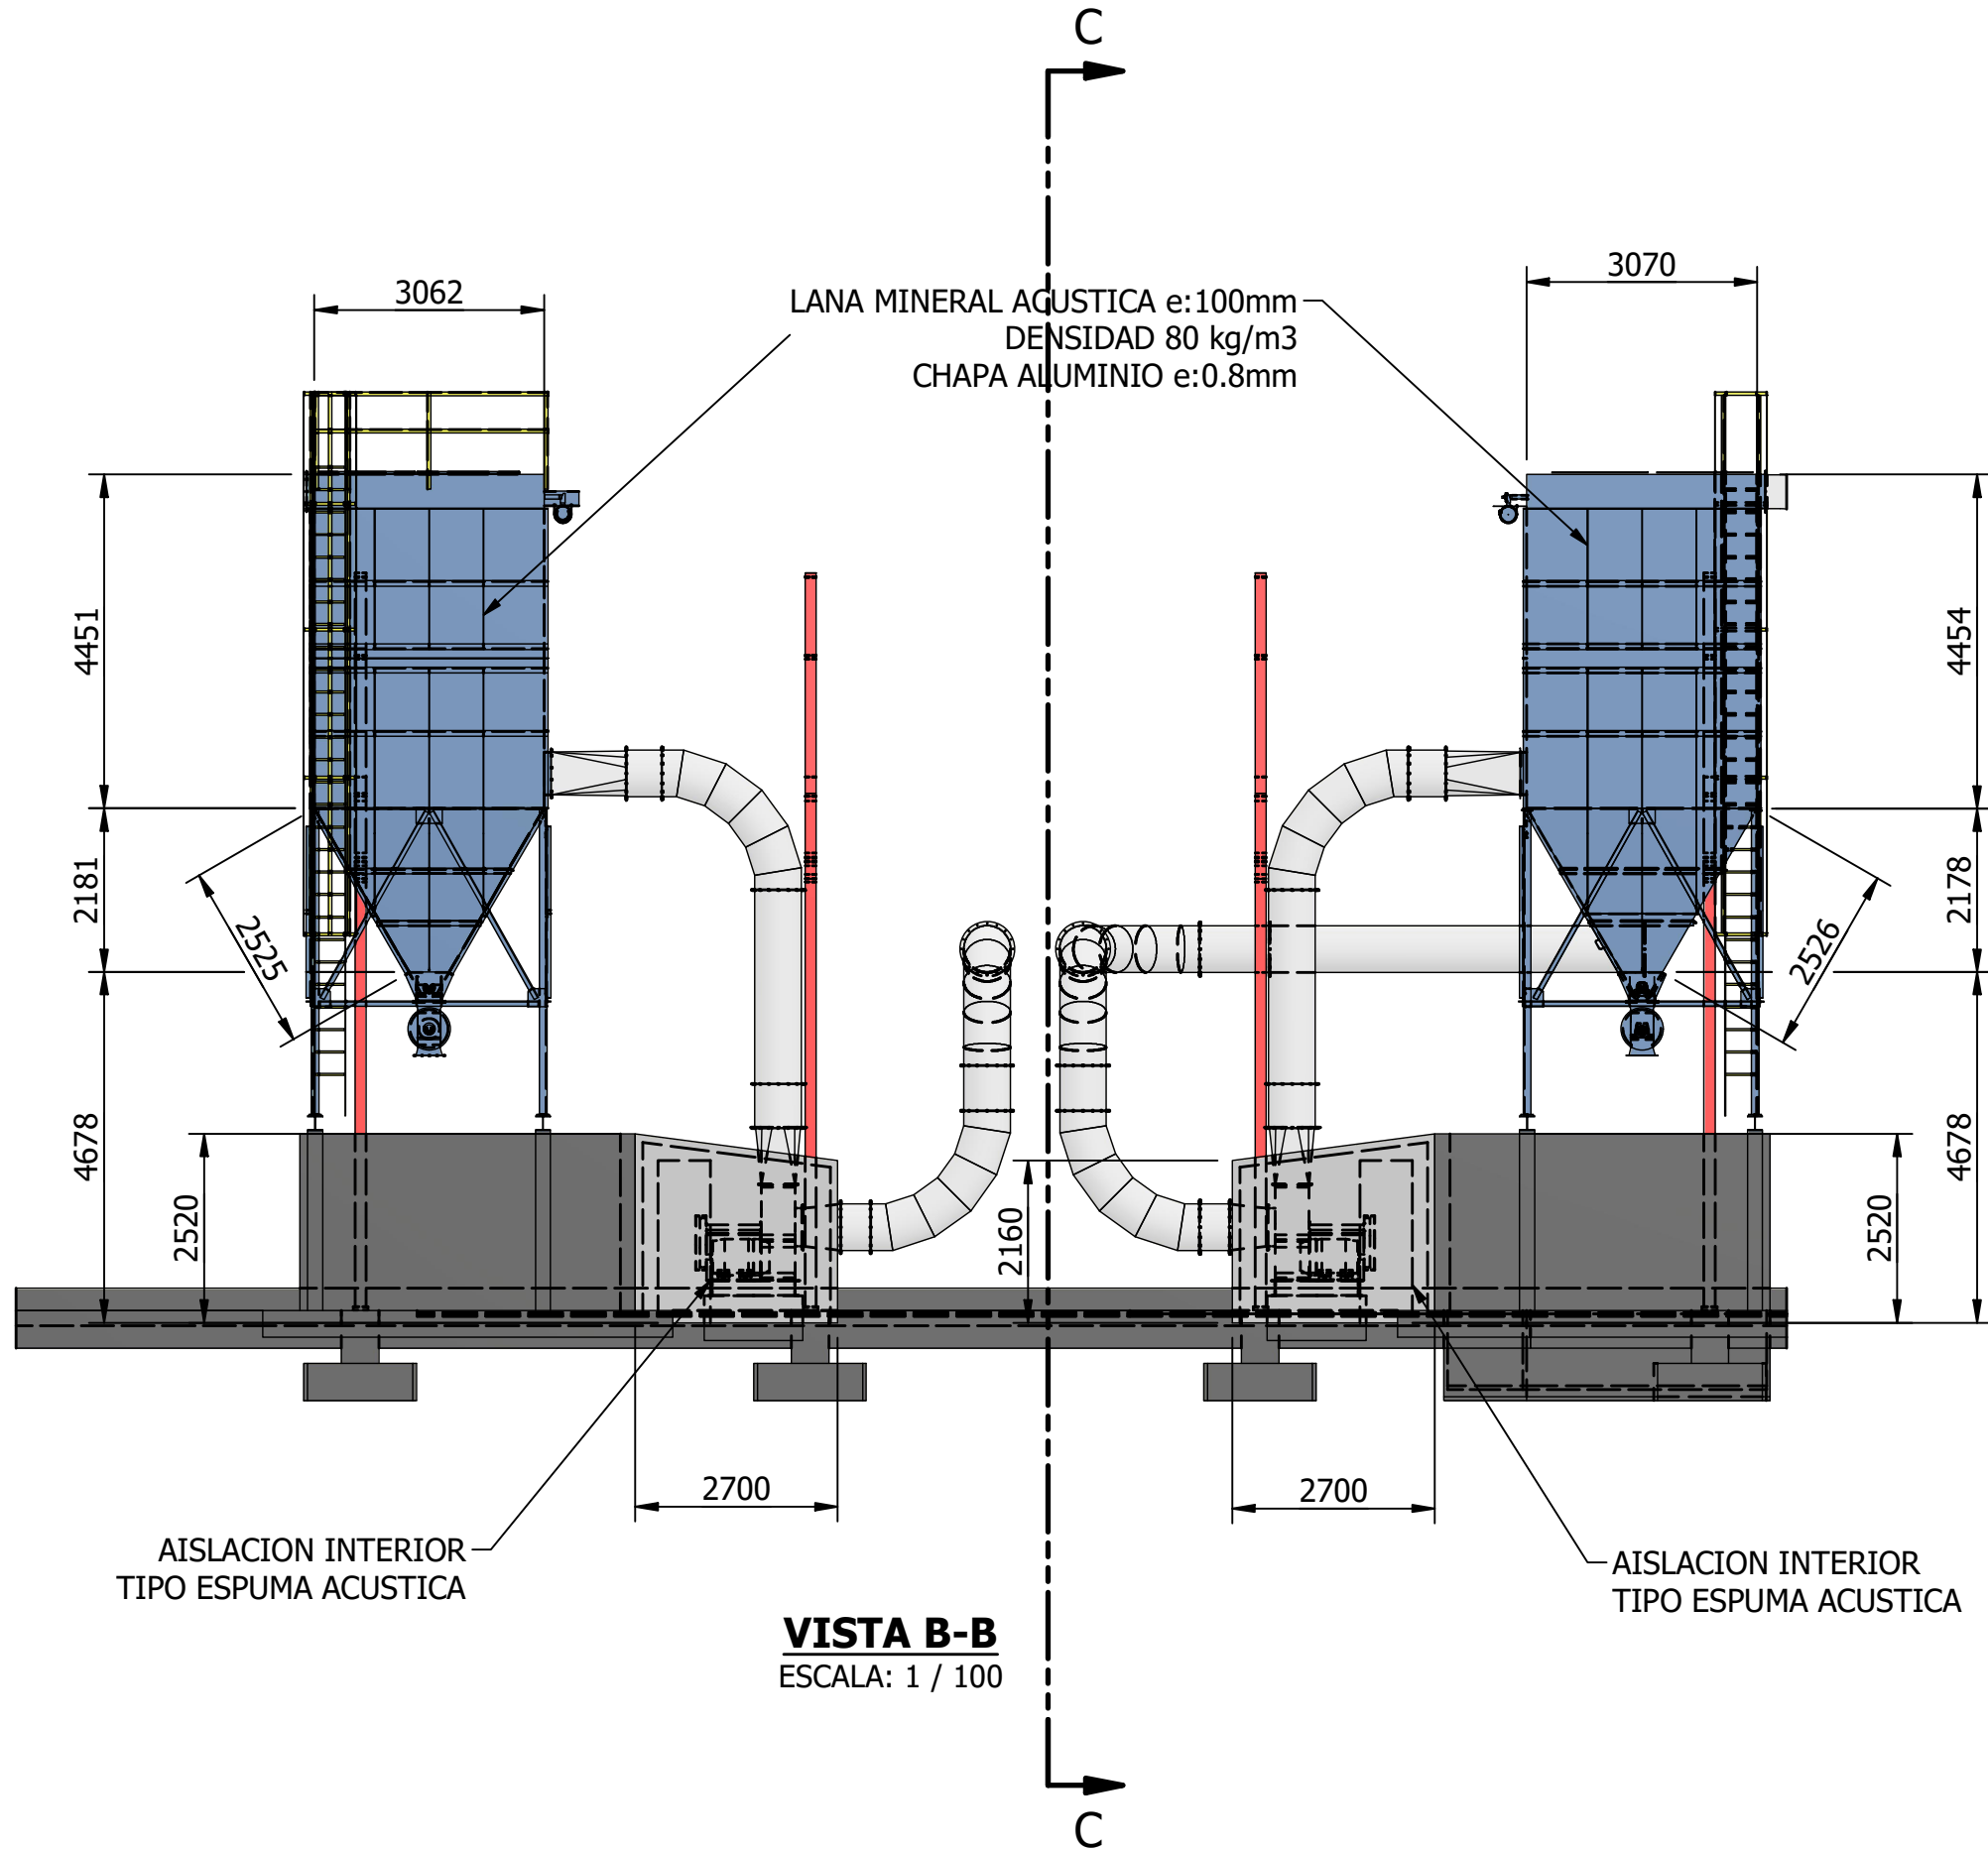 C
3070
3062
LANA MINERAL ACUSTICA e:100mm
DENSIDAD 80 kg/m3
CHAPA ALUMINIO e:0.8mm
4451
4454
2181
2178
2525
2526
4678
4678
2520
2160
2520
2700
2700
AISLACION INTERIOR
TIPO ESPUMA ACUSTICA
AISLACION INTERIOR
TIPO ESPUMA ACUSTICA
VISTA B-B
ESCALA: 1 / 100
C